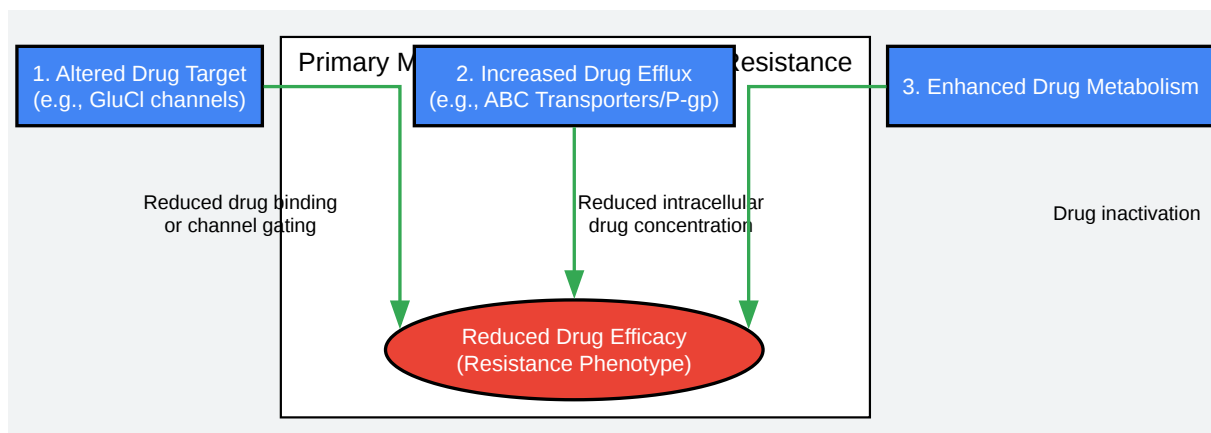 Primary M
Resistance
1. Altered Drug Target
(e.g., GluCl channels)
2. Increased Drug Efflux
(e.g., ABC Transporters/P-gp)
3. Enhanced Drug Metabolism
Reduced drug binding
or channel gating
Reduced intracellular
drug concentration
Drug inactivation
Reduced Drug Efficacy
(Resistance Phenotype)